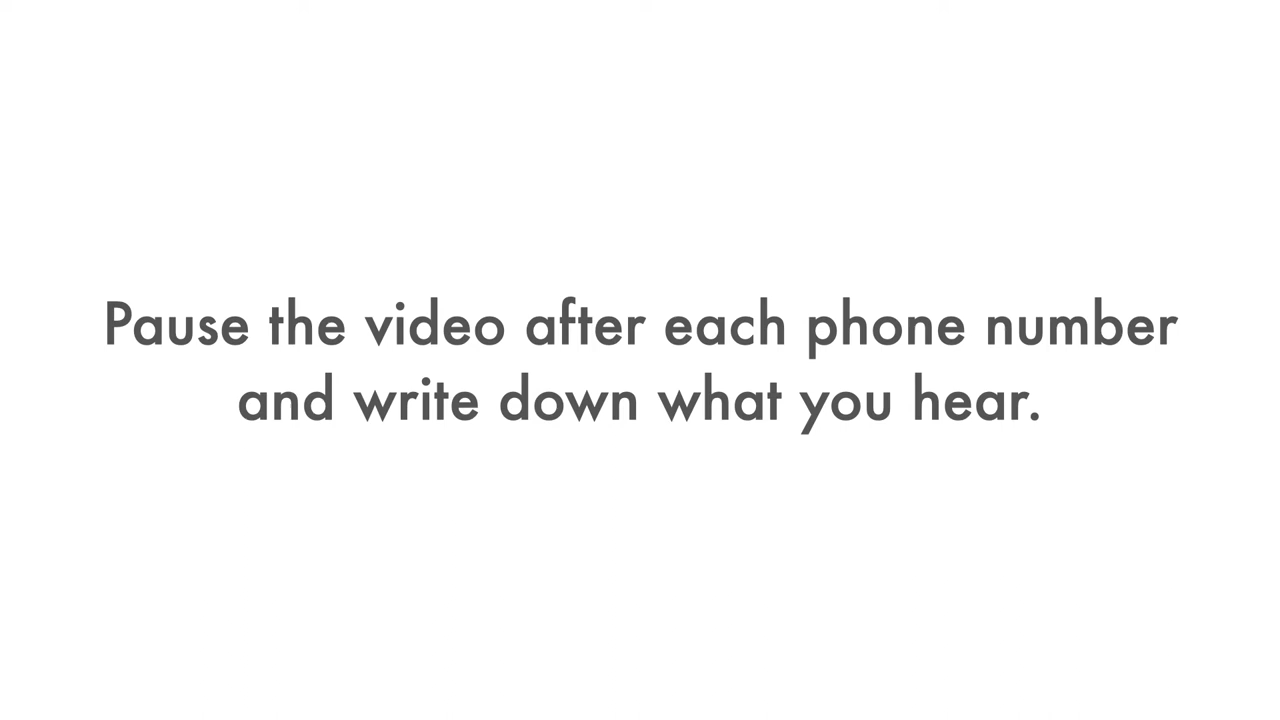 Pause the video after each phone number
and write down what you hear.